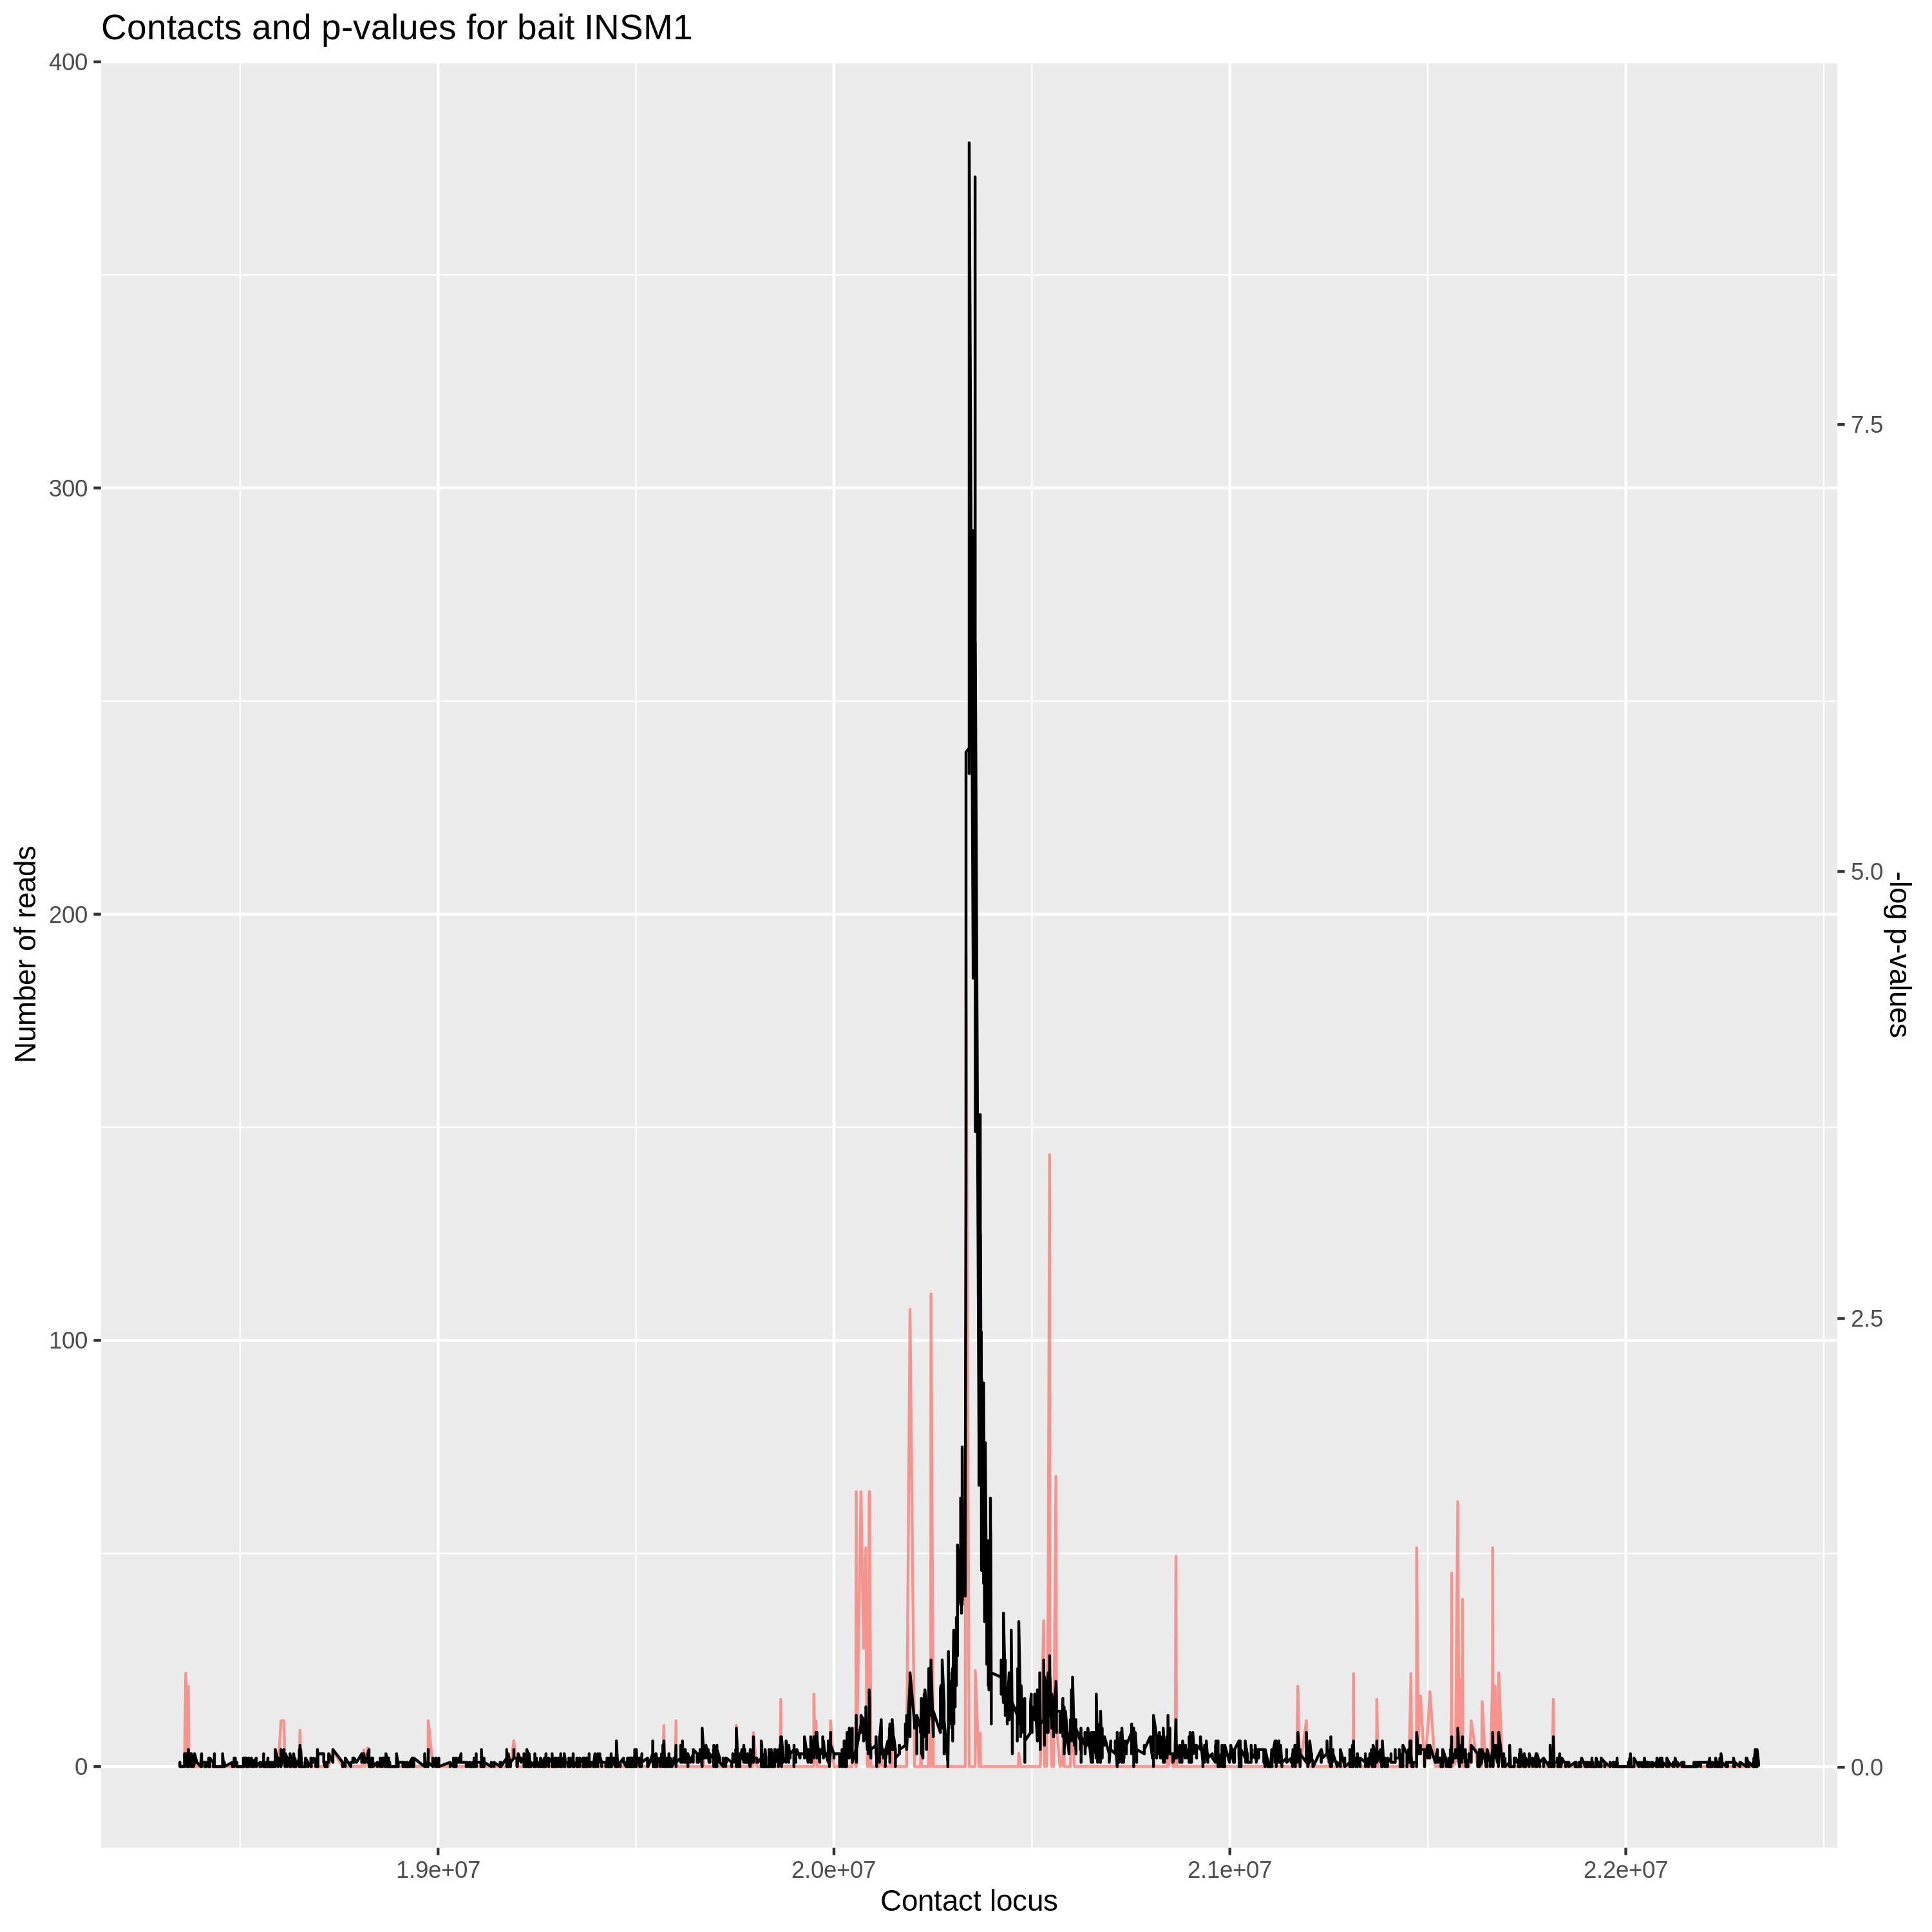 Contacts and p-values for bait INSM1
400
300
200
100
0
Number of reads
7.5
5.0
2.5
0.0
-log p-values
1.9e+07
2.0e+07
2.1e+07
2.2e+07
Contact locus